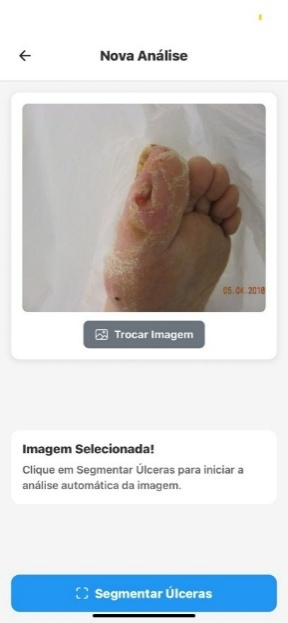 Nova Análise
05.04.2010
Trocar Imagem
Imagem Selecionada!
Clique em Segmentar Úlceras para iniciar a
análise automática da imagem.
Segmentar Úlceras